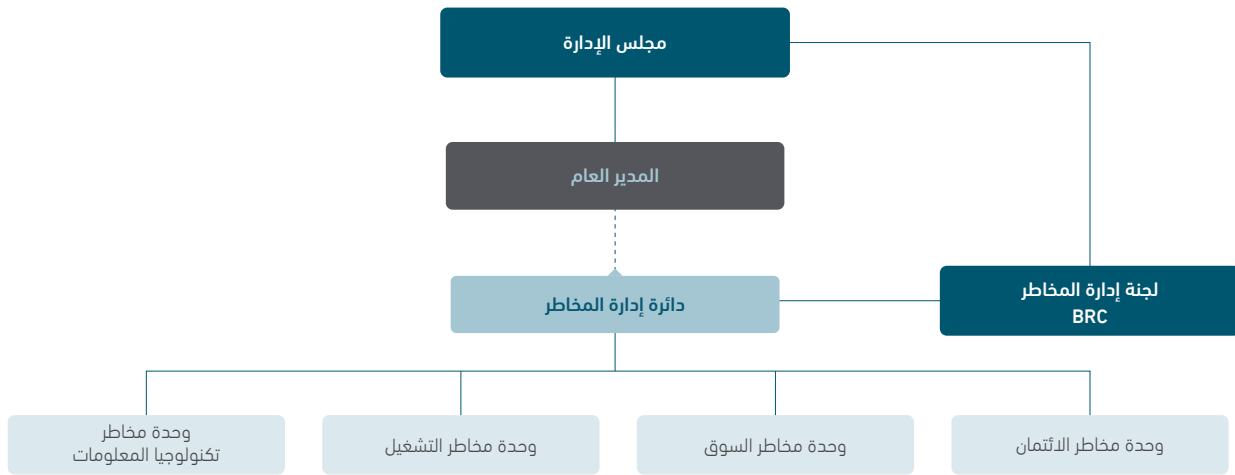 مجلس الإدارة
المدير العام
لجنة إدارة المخاطر
BRC
دائرة إدارة المخاطر
وحدة مخاطر الائتمان
وحدة مخاطر السوق
وحدة مخاطر التشغيل
وحدة مخاطر
تكنولوجيا المعلومات